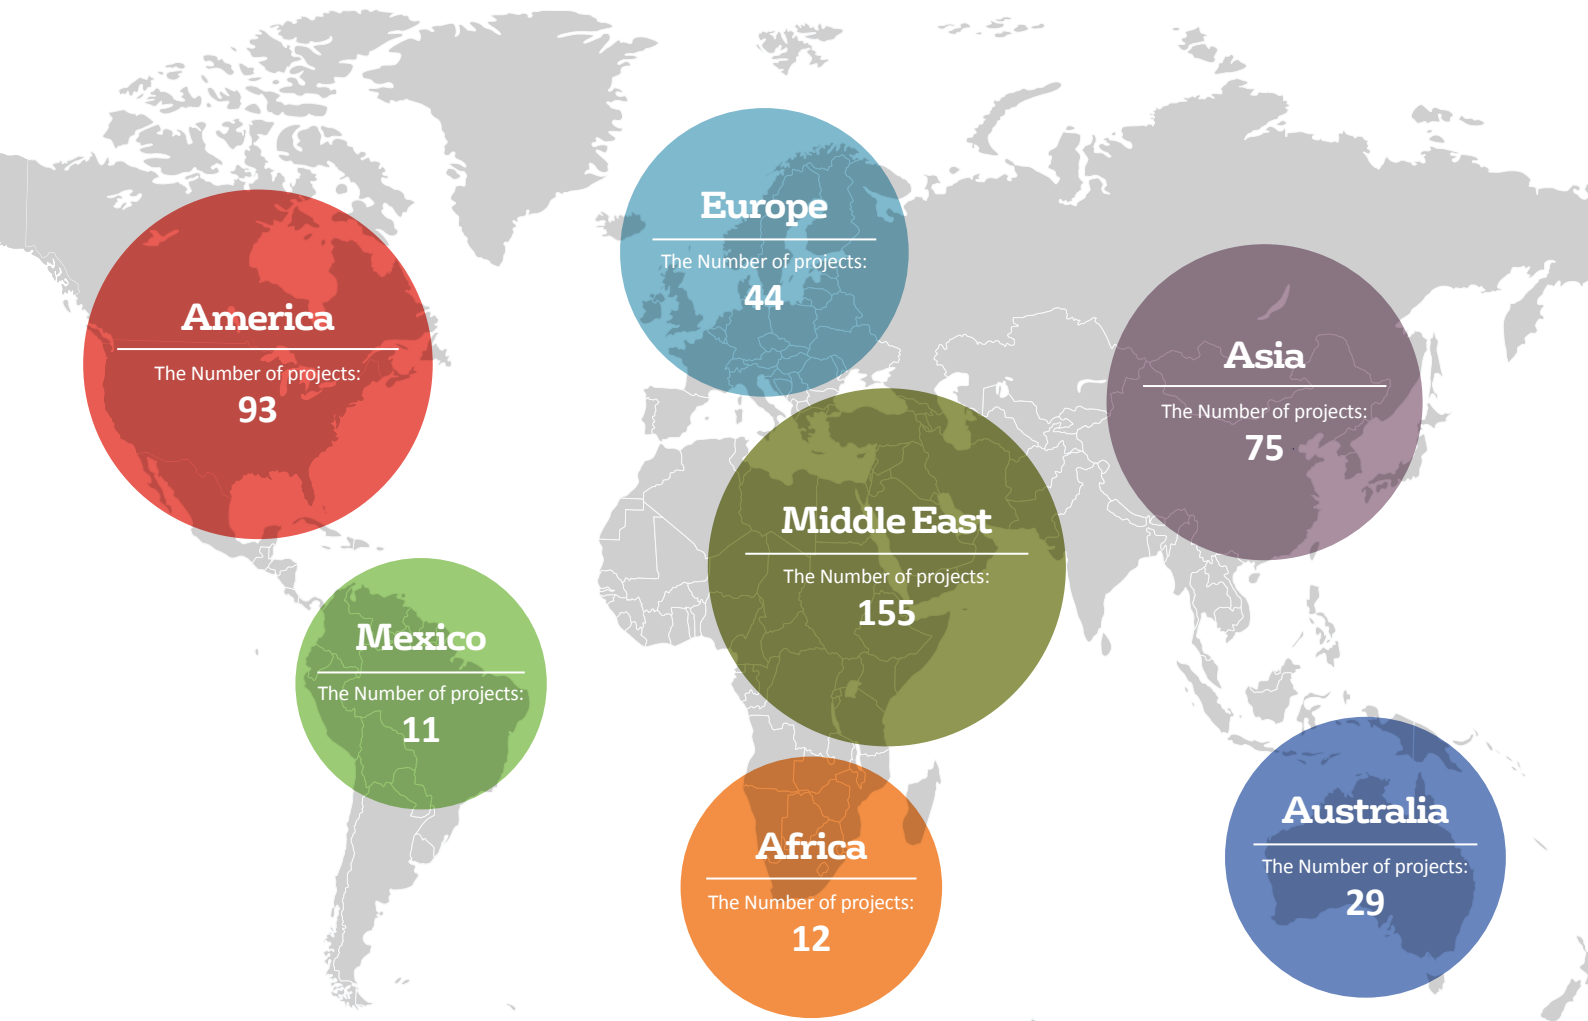 Europe
The Number of projects:
44
America
The Number of projects:
93
Asia
The Number of projects:
75
Middle East
The Number of projects:
155
Mexico
The Number of projects:
11
Africa
The Number of projects:
12
Australia
The Number of projects:
29